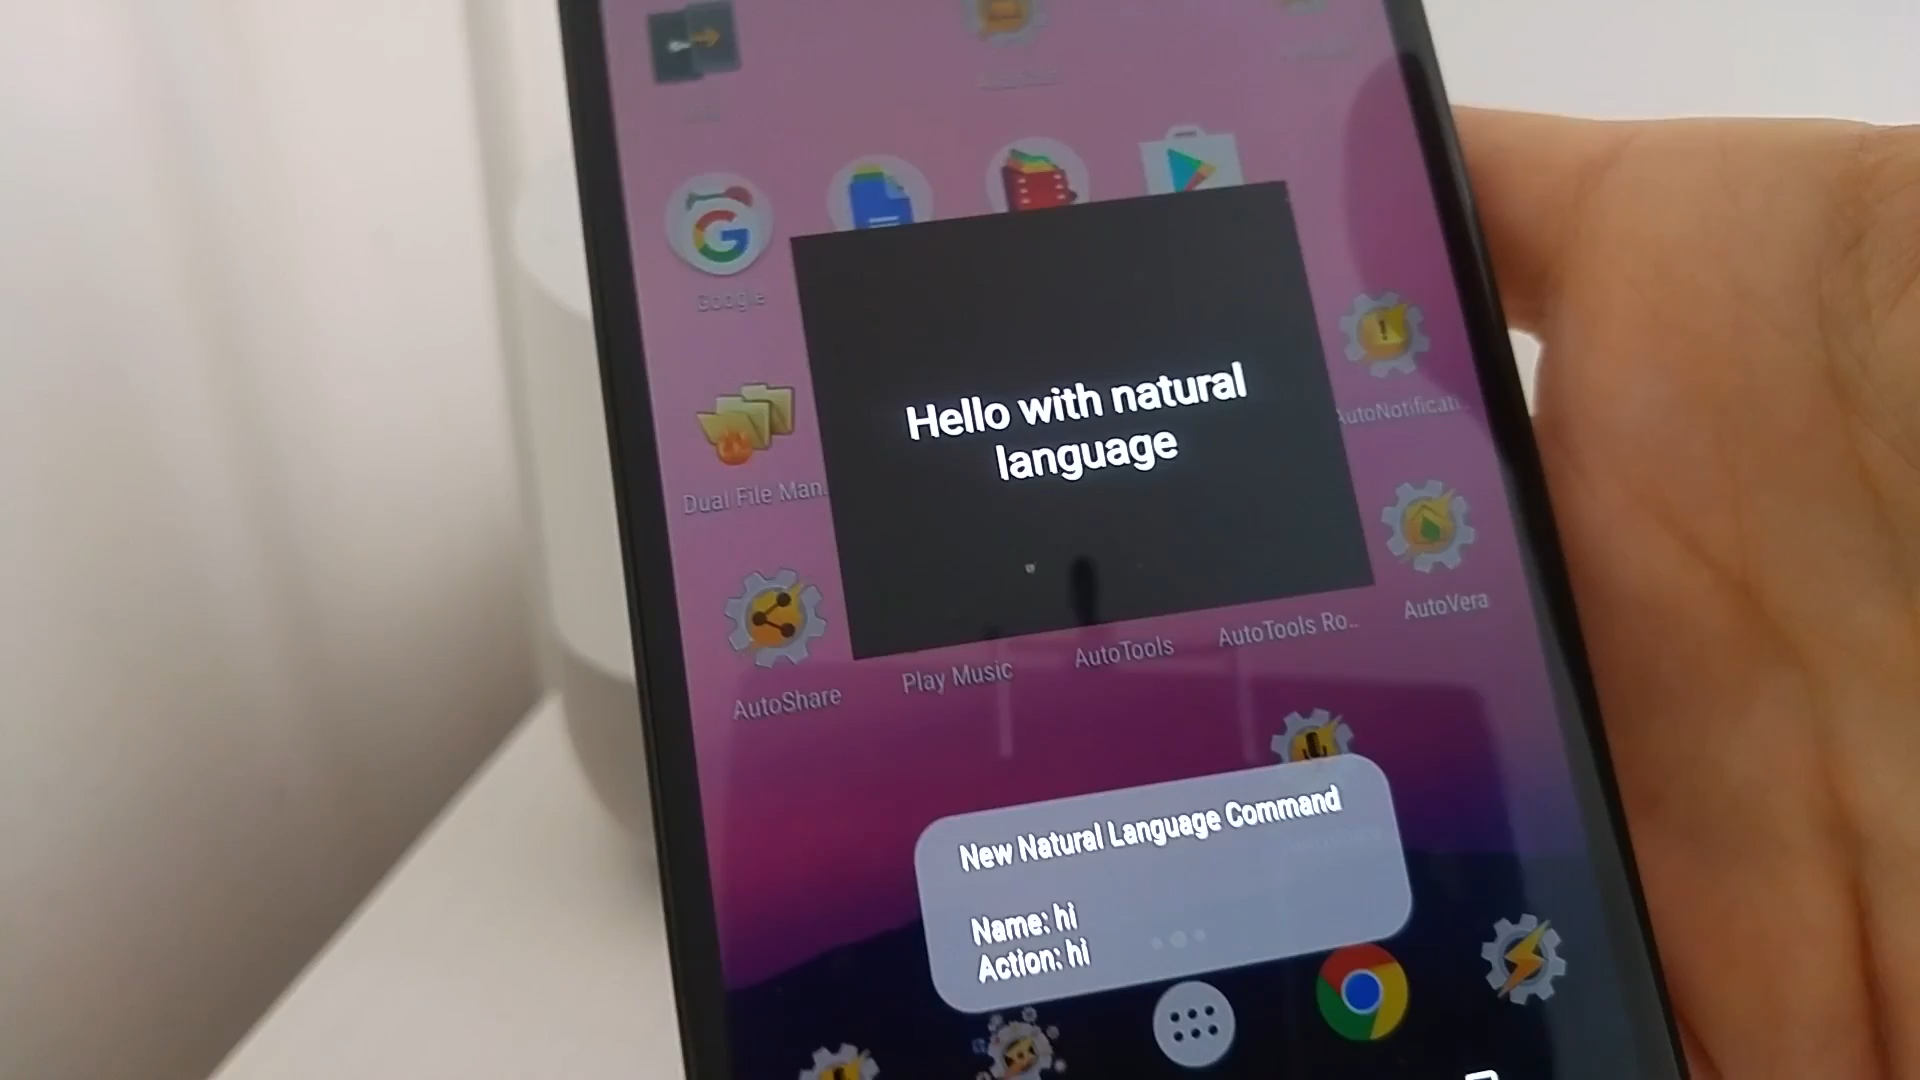 Google
Hello with natural
language
AutoNotificati..
Dual File Man..
AutoShare
Play Music
AutoTools
AutoTools Ro..
AutoVera
New Natural Language Command
Name: hi
Action: hi